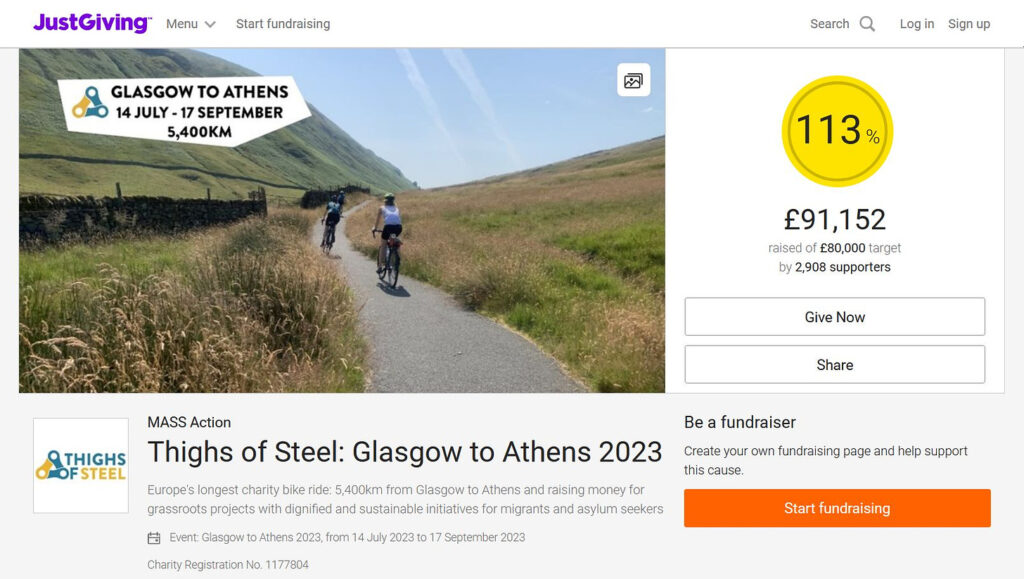 JustGiving™
Menu
Start fundraising
Search
Log in
Sign up
GLASGOW TO ATHENS
14 JULY - 17 SEPTEMBER
5,400KM
113 %
£91,152
raised of £80,000 target
by 2,908 supporters
Give Now
Share
THIGHS
OF STEEL
MASS Action
Thighs of Steel: Glasgow to Athens 2023
Europe's longest charity bike ride: 5,400km from Glasgow to Athens and raising money for
grassroots projects with dignified and sustainable initiatives for migrants and asylum seekers
Event: Glasgow to Athens 2023, from 14 July 2023 to 17 September 2023
Charity Registration No. 1177804
Be a fundraiser
Create your own fundraising page and help support
this cause.
Start fundraising